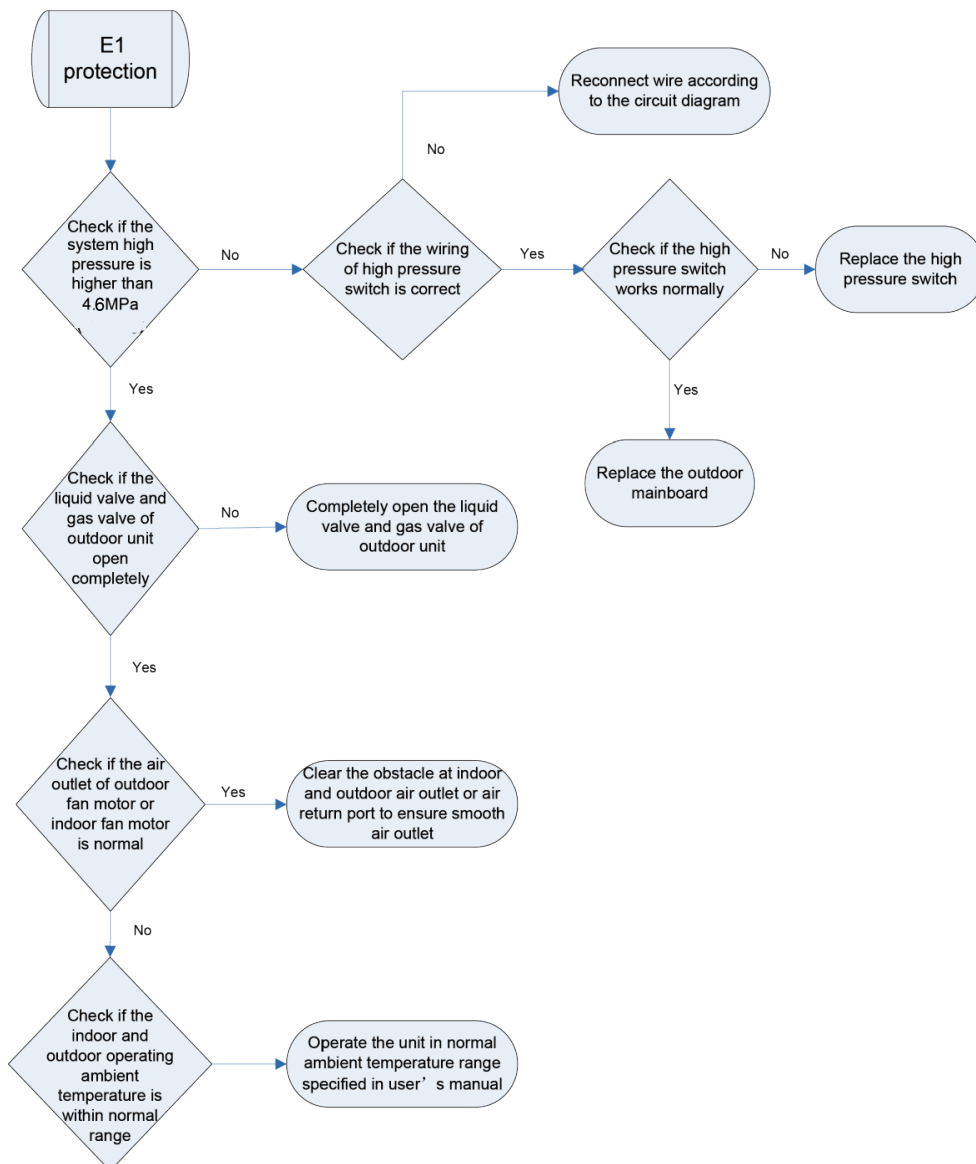 E1
protection
Reconnect wire according
to the circuit diagram
No
Check if the
system high
pressure is
higher than
4.6MPa
No
Check if the wiring
of high pressure
switch is correct
Yes
Check if the high
pressure switch
works normally
No
Replace the high
pressure switch
Yes
Yes
Replace the outdoor
mainboard
Check if the
liquid valve and
gas valve of
outdoor unit
open
completely
No
Completely open the liquid
valve and gas valve of
outdoor unit
Yes
Check if the air
outlet of outdoor
fan motor or
indoor fan motor
is normal
Yes
Clear the obstacle at indoor
and outdoor air outlet or air
return port to ensure smooth
air outlet
No
Check if the
indoor and
outdoor operating
ambient
temperature is
within normal
range
Operate the unit in normal
ambient temperature range
specified in user’s manual